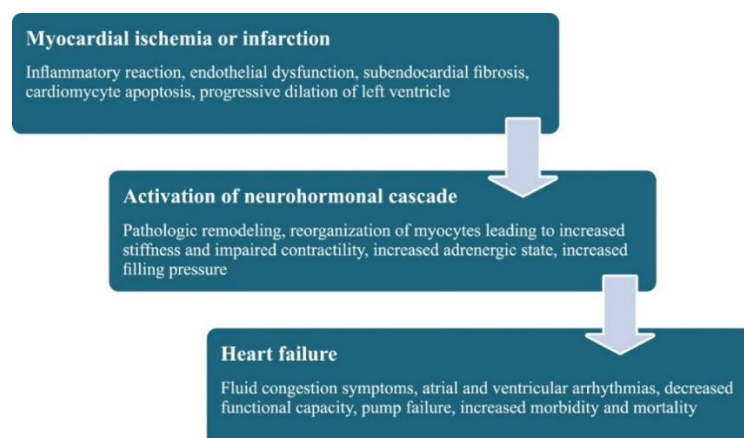 Myocardial ischemia or infarction
Inflammatory reaction, endothelial dysfunction, subendocardial fibrosis,
cardiomycyte apoptosis, progressive dilation of left ventricle
Activation of neurohormonal cascade
Pathologic remodeling, reorganization of myocytes leading to increased
stiffness and impaired contractility, increased adrenergic state, increased
filling pressure
Heart failure
Fluid congestion symptoms, atrial and ventricular arrhythmias, decreased
functional capacity, pump failure, increased morbidity and mortality